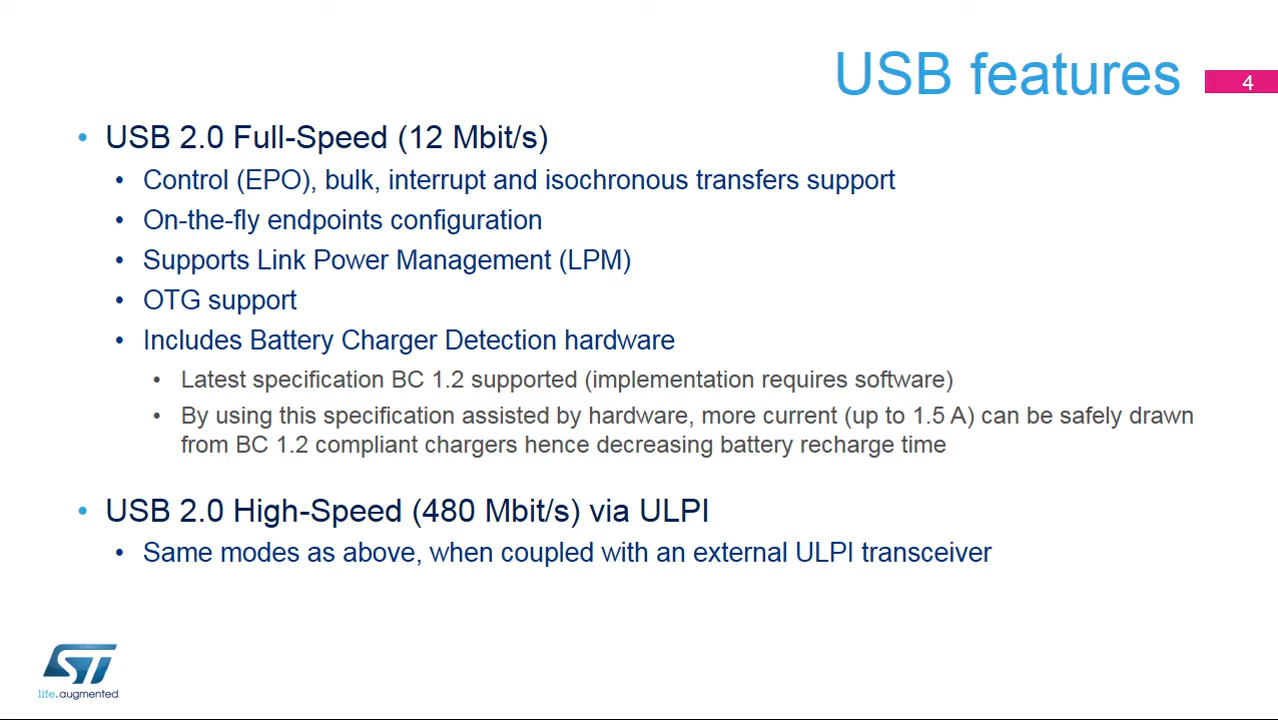 USB features
4
• USB 2.0 Full-Speed (12 Mbit/s)
• Control (EPO), bulk, interrupt and isochronous transfers support
• On-the-fly endpoints configuration
• Supports Link Power Management (LPM)
• OTG support
• Includes Battery Charger Detection hardware
• Latest specification BC 1.2 supported (implementation requires software)
• By using this specification assisted by hardware, more current (up to 1.5 A) can be safely drawn
from BC 1.2 compliant chargers hence decreasing battery recharge time
• USB 2.0 High-Speed (480 Mbit/s) via ULPI
• Same modes as above, when coupled with an external ULPI transceiver
ST
life.augmented